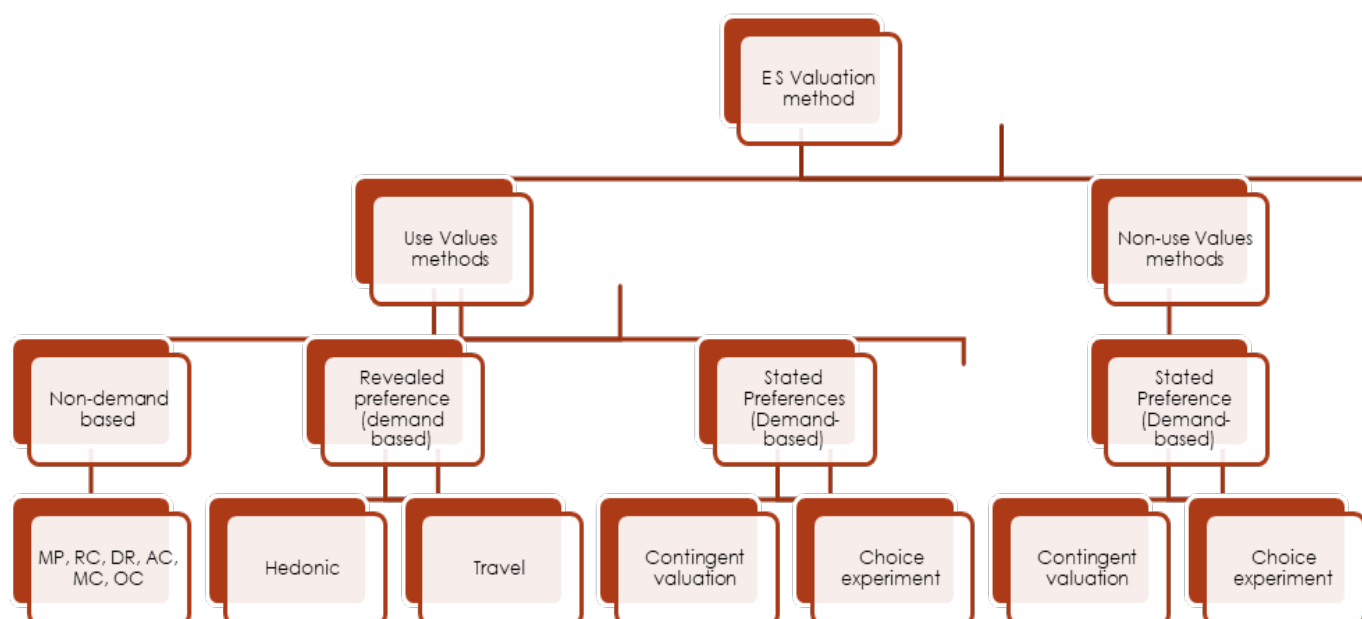 E S Valuation
method
Use Values
methods
Non-use Values
methods
Non-demand
based
Revealed
preference
(demand
based)
Stated
Preferences
(Demand-
based)
Stated
Preference
(Demand-
based)
MP, RC, DR, AC,
MC, OC
Hedonic
Travel
Contingent
valuation
Choice
experiment
Contingent
valuation
Choice
experiment